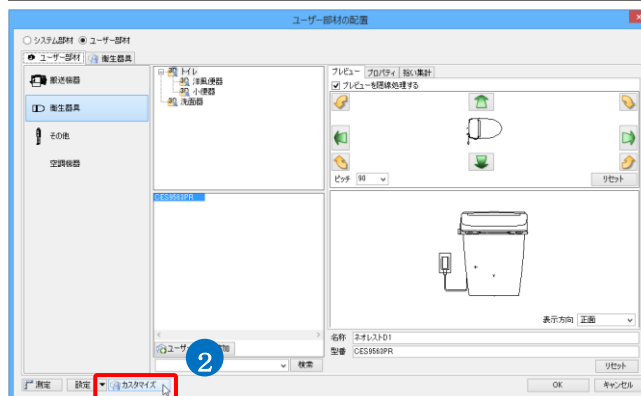 ユーザー部材の配置
システム部材 ユーザー部材
ユーザー部材 衛生器具
搬送機器
衛生器具
その他
空調機器
トイレ
洋風便器
小便器
洗面器
CES9563PR
ユーザー
2
検索
プレビュー プロパティ 拾い集計
プレビューを隠線処理する
ピッチ 90
リセット
表示方向 正面
名称 ネオレストD1
型番 CES9563PR
リセット
測定 設定 カスタマイズ
OK キャンセル